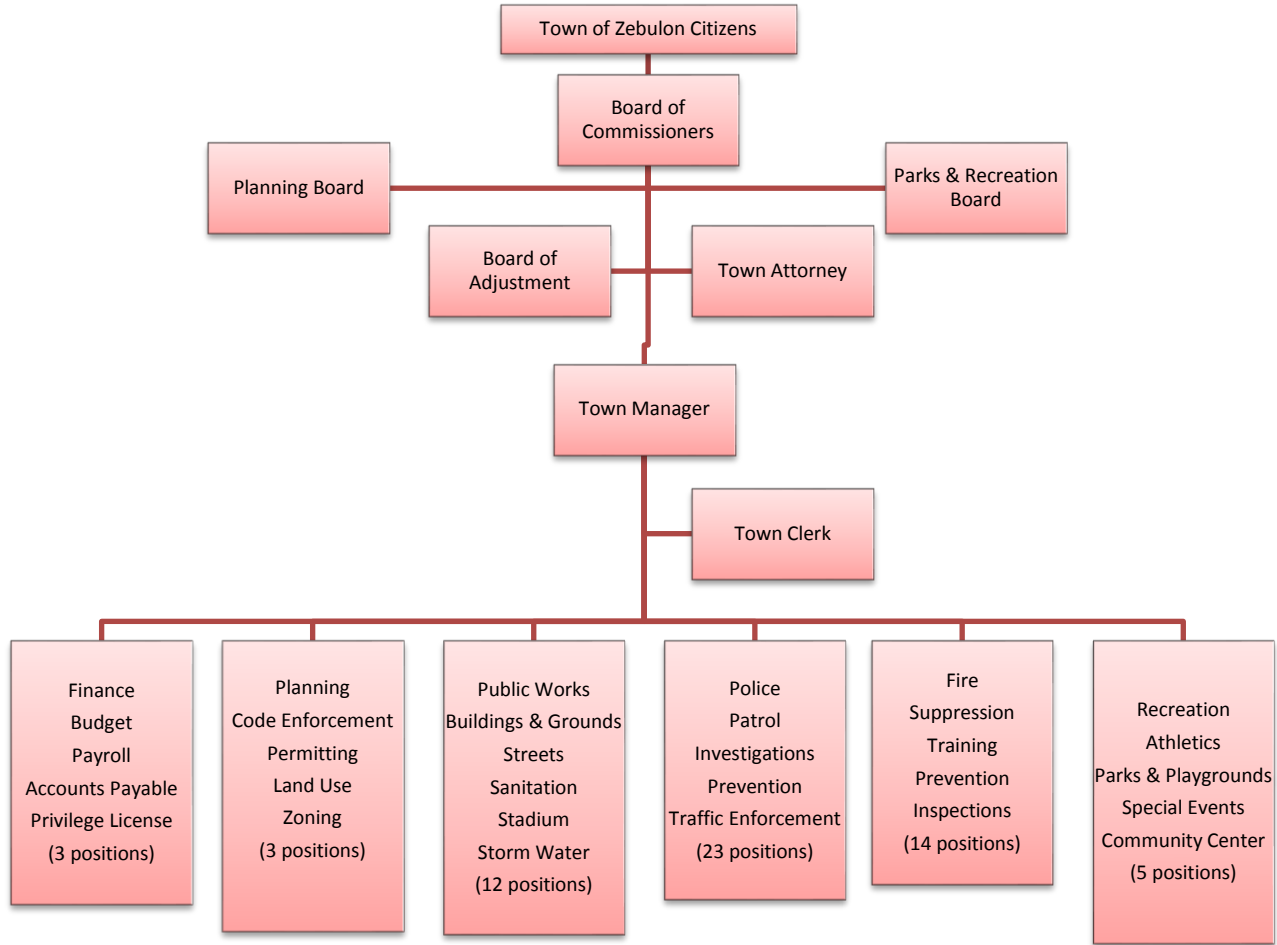 Town of Zebulon Citizens
Board of
Commissioners
Planning Board
Parks & Recreation
Board
Board of
Adjustment
Town Attorney
Town Manager
Town Clerk
Finance
Budget
Payroll
Accounts Payable
Privilege License
(3 positions)
Planning
Code Enforcement
Permitting
Land Use
Zoning
(3 positions)
Public Works
Buildings & Grounds
Streets
Sanitation
Stadium
Storm Water
(12 positions)
Police
Patrol
Investigations
Prevention
Traffic Enforcement
(23 positions)
Fire
Suppression
Training
Prevention
Inspections
(14 positions)
Recreation
Athletics
Parks & Playgrounds
Special Events
Community Center
(5 positions)